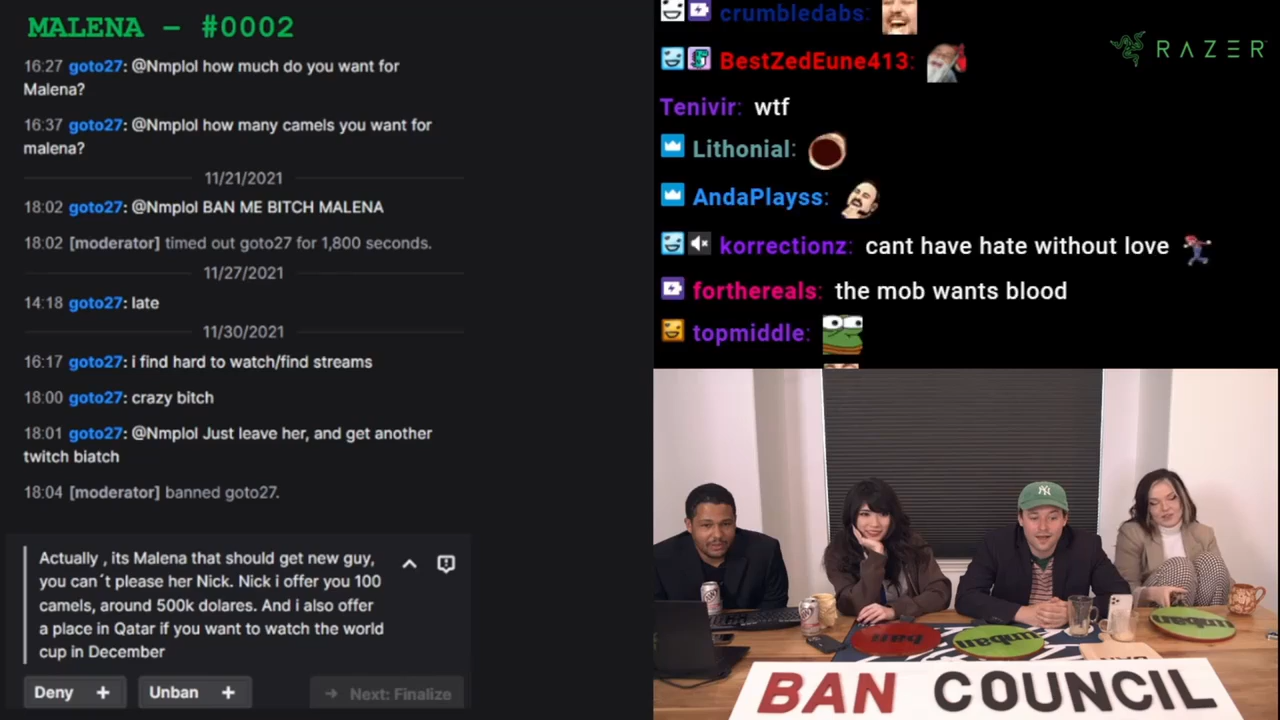 MALENA - #0002
16:27 goto27: @Nmplol how much do you want for
Malena?
16:37 goto27: @Nmplol how many camels you want for
malena?
11/21/2021
18:02 goto27: @Nmplol BAN ME BITCH MALENA
18:02 [moderator] timed out goto27 for 1,800 seconds.
11/27/2021
14:18 goto27: late
11/30/2021
16:17 goto27: i find hard to watch/find streams
18:00 goto27: crazy bitch
18:01 goto27: @Nmplol Just leave her, and get another
twitch biatch
18:04 [moderator] banned goto27.
Actually , its Malena that should get new guy,
you can´t please her Nick. Nick i offer you 100
camels, around 500k dolares. And i also offer
a place in Qatar if you want to watch the world
cup in December
Deny +
Unban +
→ Next: Finalize
crumbledabs:
BestZedEune413:
Tenivir: wtf
Lithonial:
AndaPlayss:
korrectionz: cant have hate without love
forthereals: the mob wants blood
topmiddle:
RAZER
ban
unban
unban
BAN COUNCIL